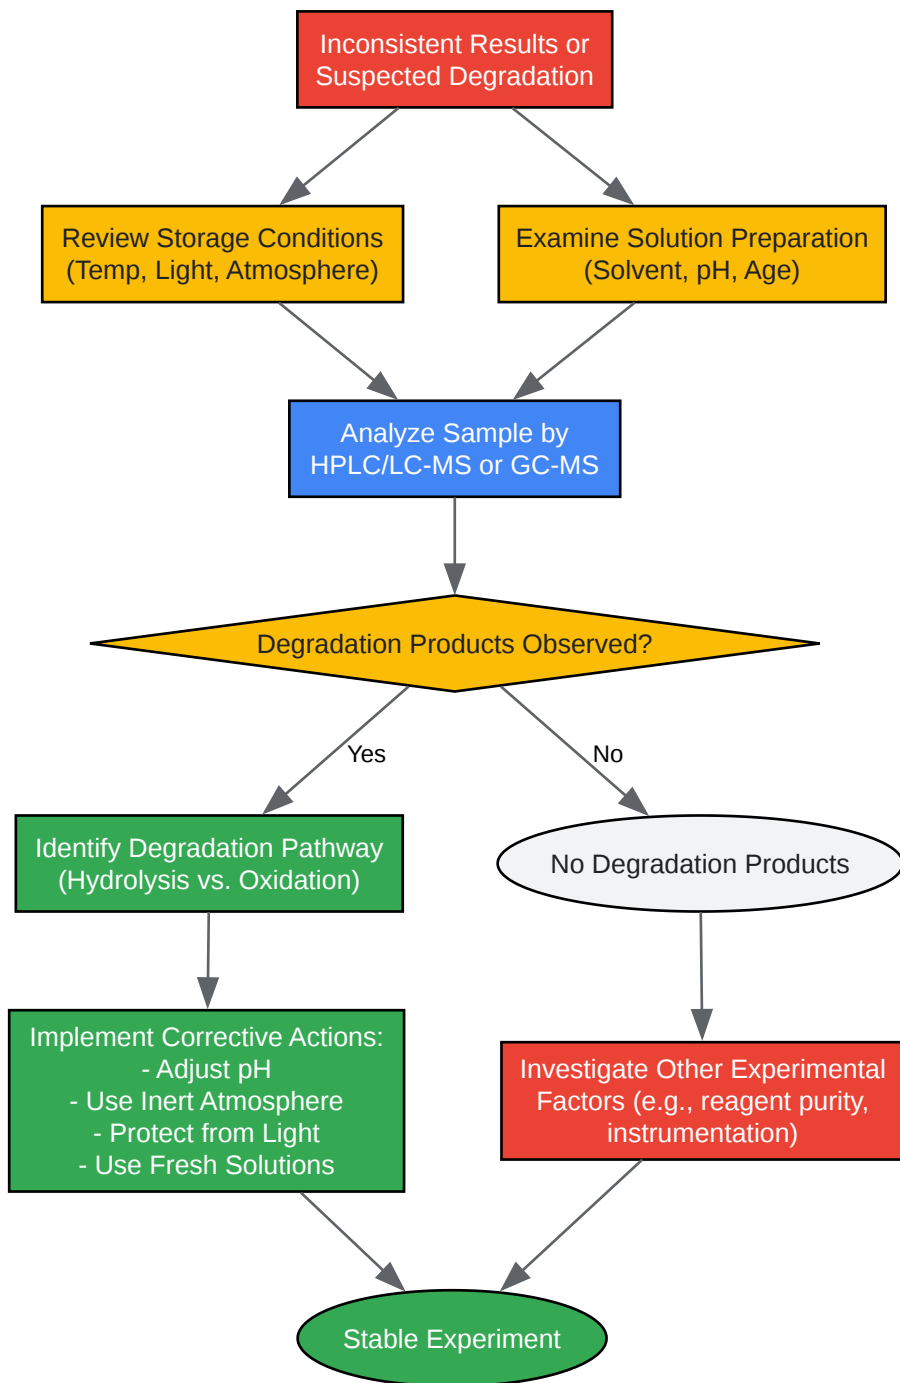 Inconsistent Results or
Suspected Degradation
Review Storage Conditions
(Temp, Light, Atmosphere)
Examine Solution Preparation
(Solvent, pH, Age)
Analyze Sample by
HPLC/LC-MS or GC-MS
Degradation Products Observed?
Yes
No
Identify Degradation Pathway
(Hydrolysis vs. Oxidation)
No Degradation Products
Implement Corrective Actions:
- Adjust pH
- Use Inert Atmosphere
- Protect from Light
- Use Fresh Solutions
Investigate Other Experimental
Factors (e.g., reagent purity,
instrumentation)
Stable Experiment